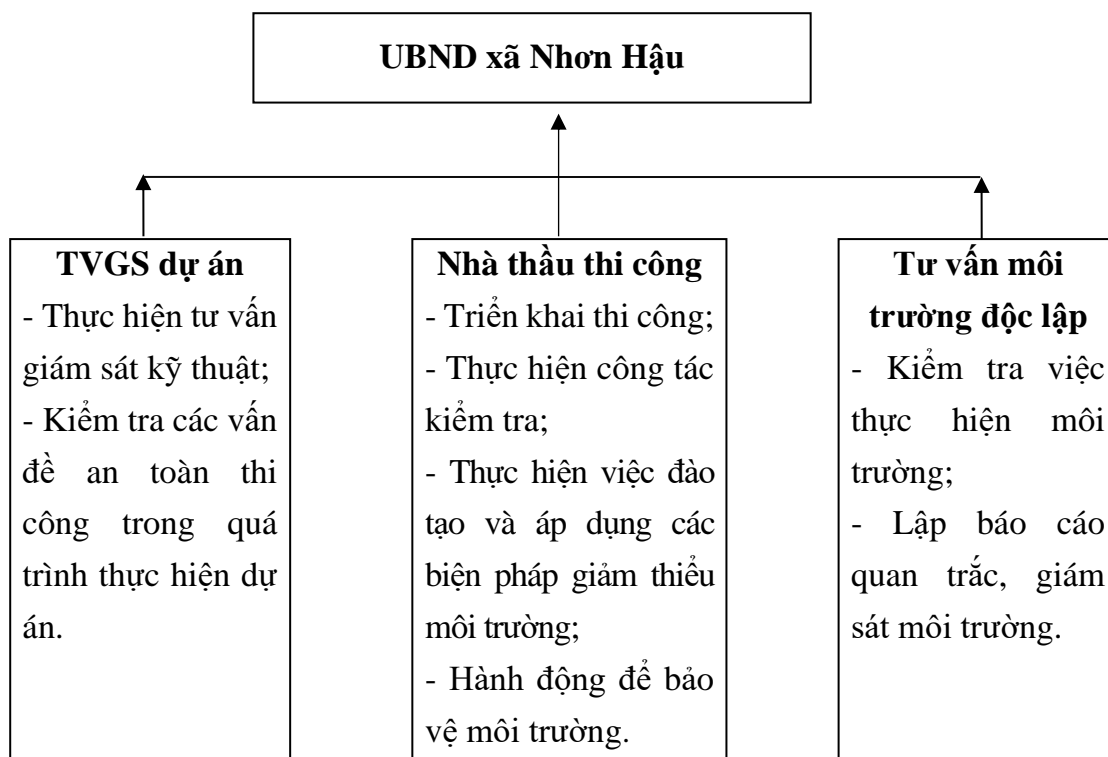 UBND xã Nhơn Hậu
TVGS dự án
- Thực hiện tư vấn
giám sát kỹ thuật;
- Kiểm tra các vấn
đề an toàn thi
công trong quá
trình thực hiện dự
án.
Nhà thầu thi công
- Triển khai thi công;
- Thực hiện công tác
kiểm tra;
- Thực hiện việc đào
tạo và áp dụng các
biện pháp giảm thiểu
môi trường;
- Hành động để bảo
vệ môi trường.
Tư vấn môi
trường độc lập
- Kiểm tra việc
thực hiện môi
trường;
- Lập báo cáo
quan trắc, giám
sát môi trường.